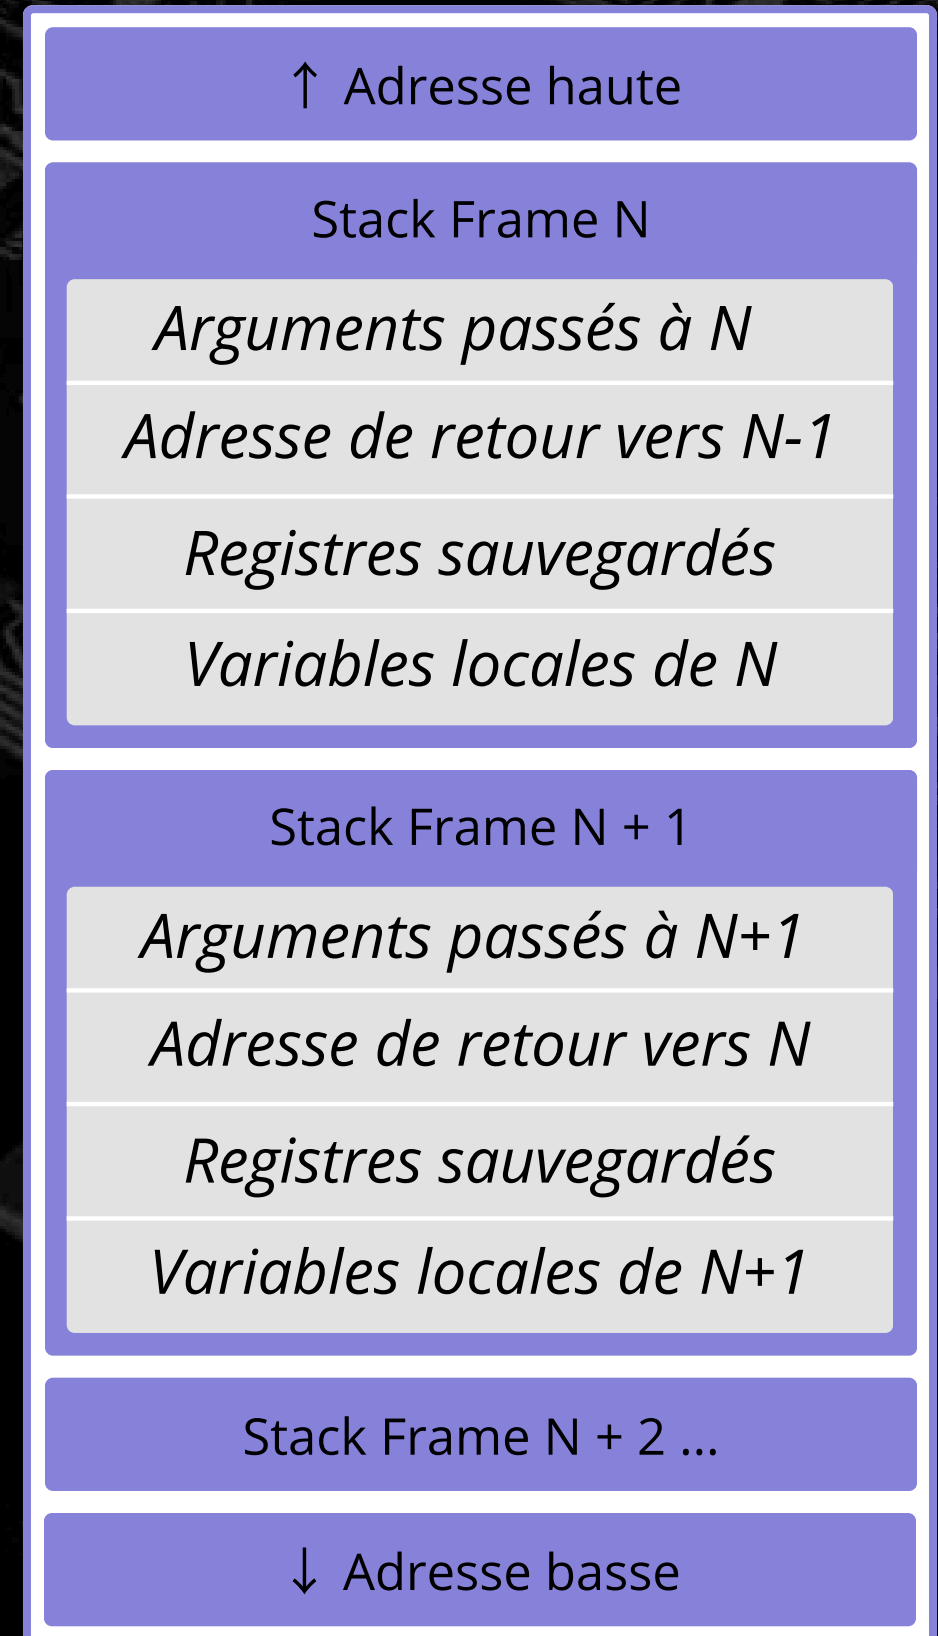 ↑ Adresse haute
Stack Frame N
Arguments passés à N
Adresse de retour vers N-1
Registres sauvegardés
Variables locales de N
Stack Frame N + 1
Arguments passés à N+1
Adresse de retour vers N
Registres sauvegardés
Variables locales de N+1
Stack Frame N + 2 ...
↓ Adresse basse